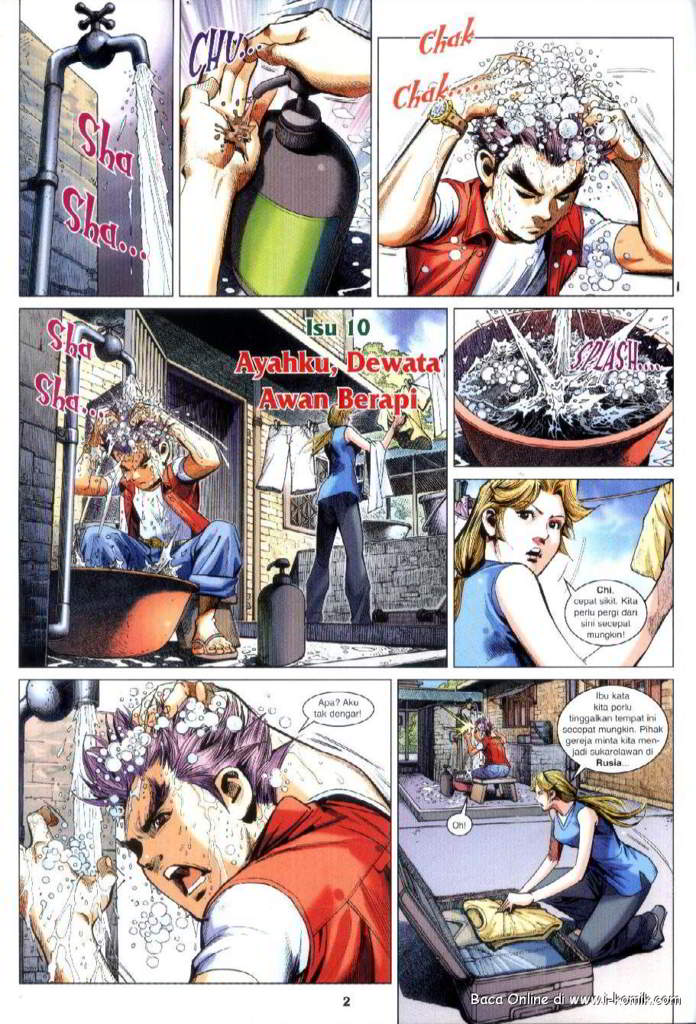 CHU...
Chak
Chak....
Sha
Sha...
Isu 10
Ayahku, Dewata
Awan Berapi
Sha
Sha...
SPLASH....
Chi,
cepat sikit. Kita
perlu pergi dari
sini secepat
mungkin!
Apa? Aku
tak dengar!
Ibu kata
kita perlu
tinggalkan tempat ini
secepat mungkin. Pihak
gereja minta kita men-
jadi sukarelawan di
Rusia...
Oh!
2
Baca Online di www.i-komik.com